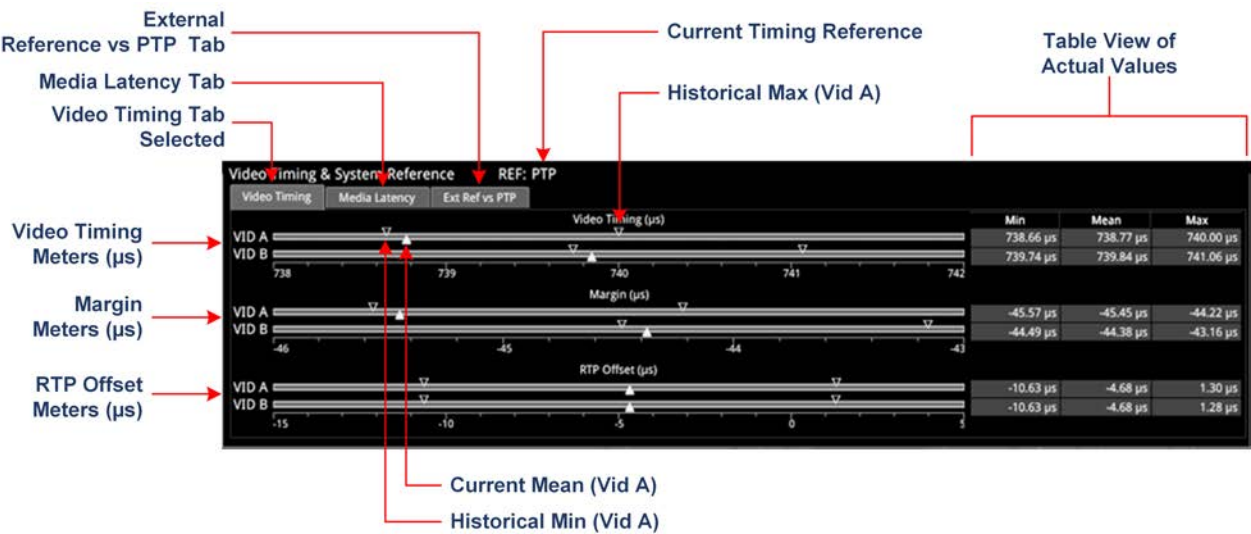 External
Reference vs PTP Tab
Media Latency Tab
Video Timing Tab
Selected
Current Timing Reference
Historical Max (Vid A)
Table View of
Actual Values
Video Timing & System Reference REF: PTP
Video Timing Media Latency Ext Ref vs PTP
Video Timing
Meters (µs)
Video Timing (µs)
Min Mean Max
VID A 738.66 µs 738.77 µs 740.00 µs
VID B 739.74 µs 739.84 µs 741.06 µs
738 739 740 741 742
Margin
Meters (µs)
Margin (µs)
VID A -45.57 µs -45.45 µs -44.22 µs
VID B -44.49 µs -44.38 µs -43.16 µs
-46 -45 -44 -43
RTP Offset
Meters (µs)
RTP Offset (µs)
VID A -10.63 µs -4.68 µs 1.30 µs
VID B -10.63 µs -4.68 µs 1.28 µs
-15 -10 -5 0 5
Current Mean (Vid A)
Historical Min (Vid A)